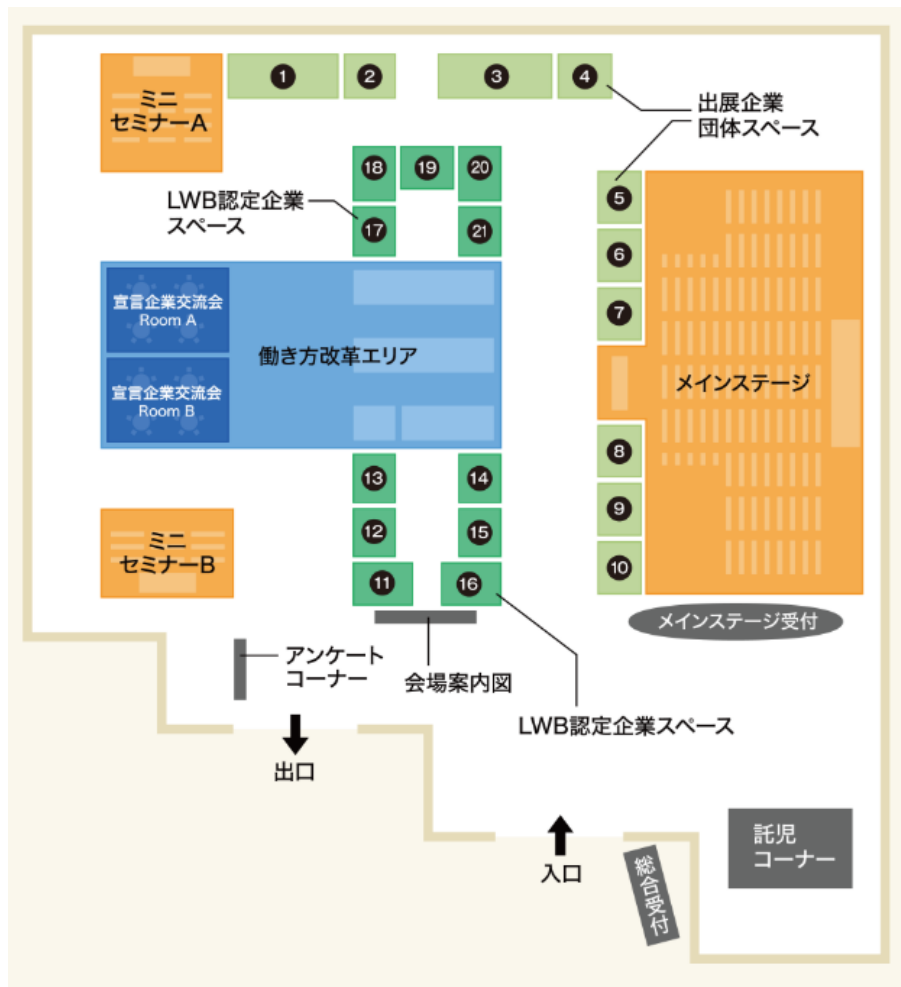 ミニ
セミナーA
1
2
3
4
出展企業
団体スペース
18
19
20
LWB認定企業
スペース
17
21
5
6
7
宣言企業交流会
Room A
働き方改革エリア
宣言企業交流会
Room B
メインステージ
8
9
10
13
14
12
15
11
16
ミニ
セミナーB
メインステージ受付
アンケート
コーナー
会場案内図
LWB認定企業スペース
出口
入口
総合受付
託児
コーナー